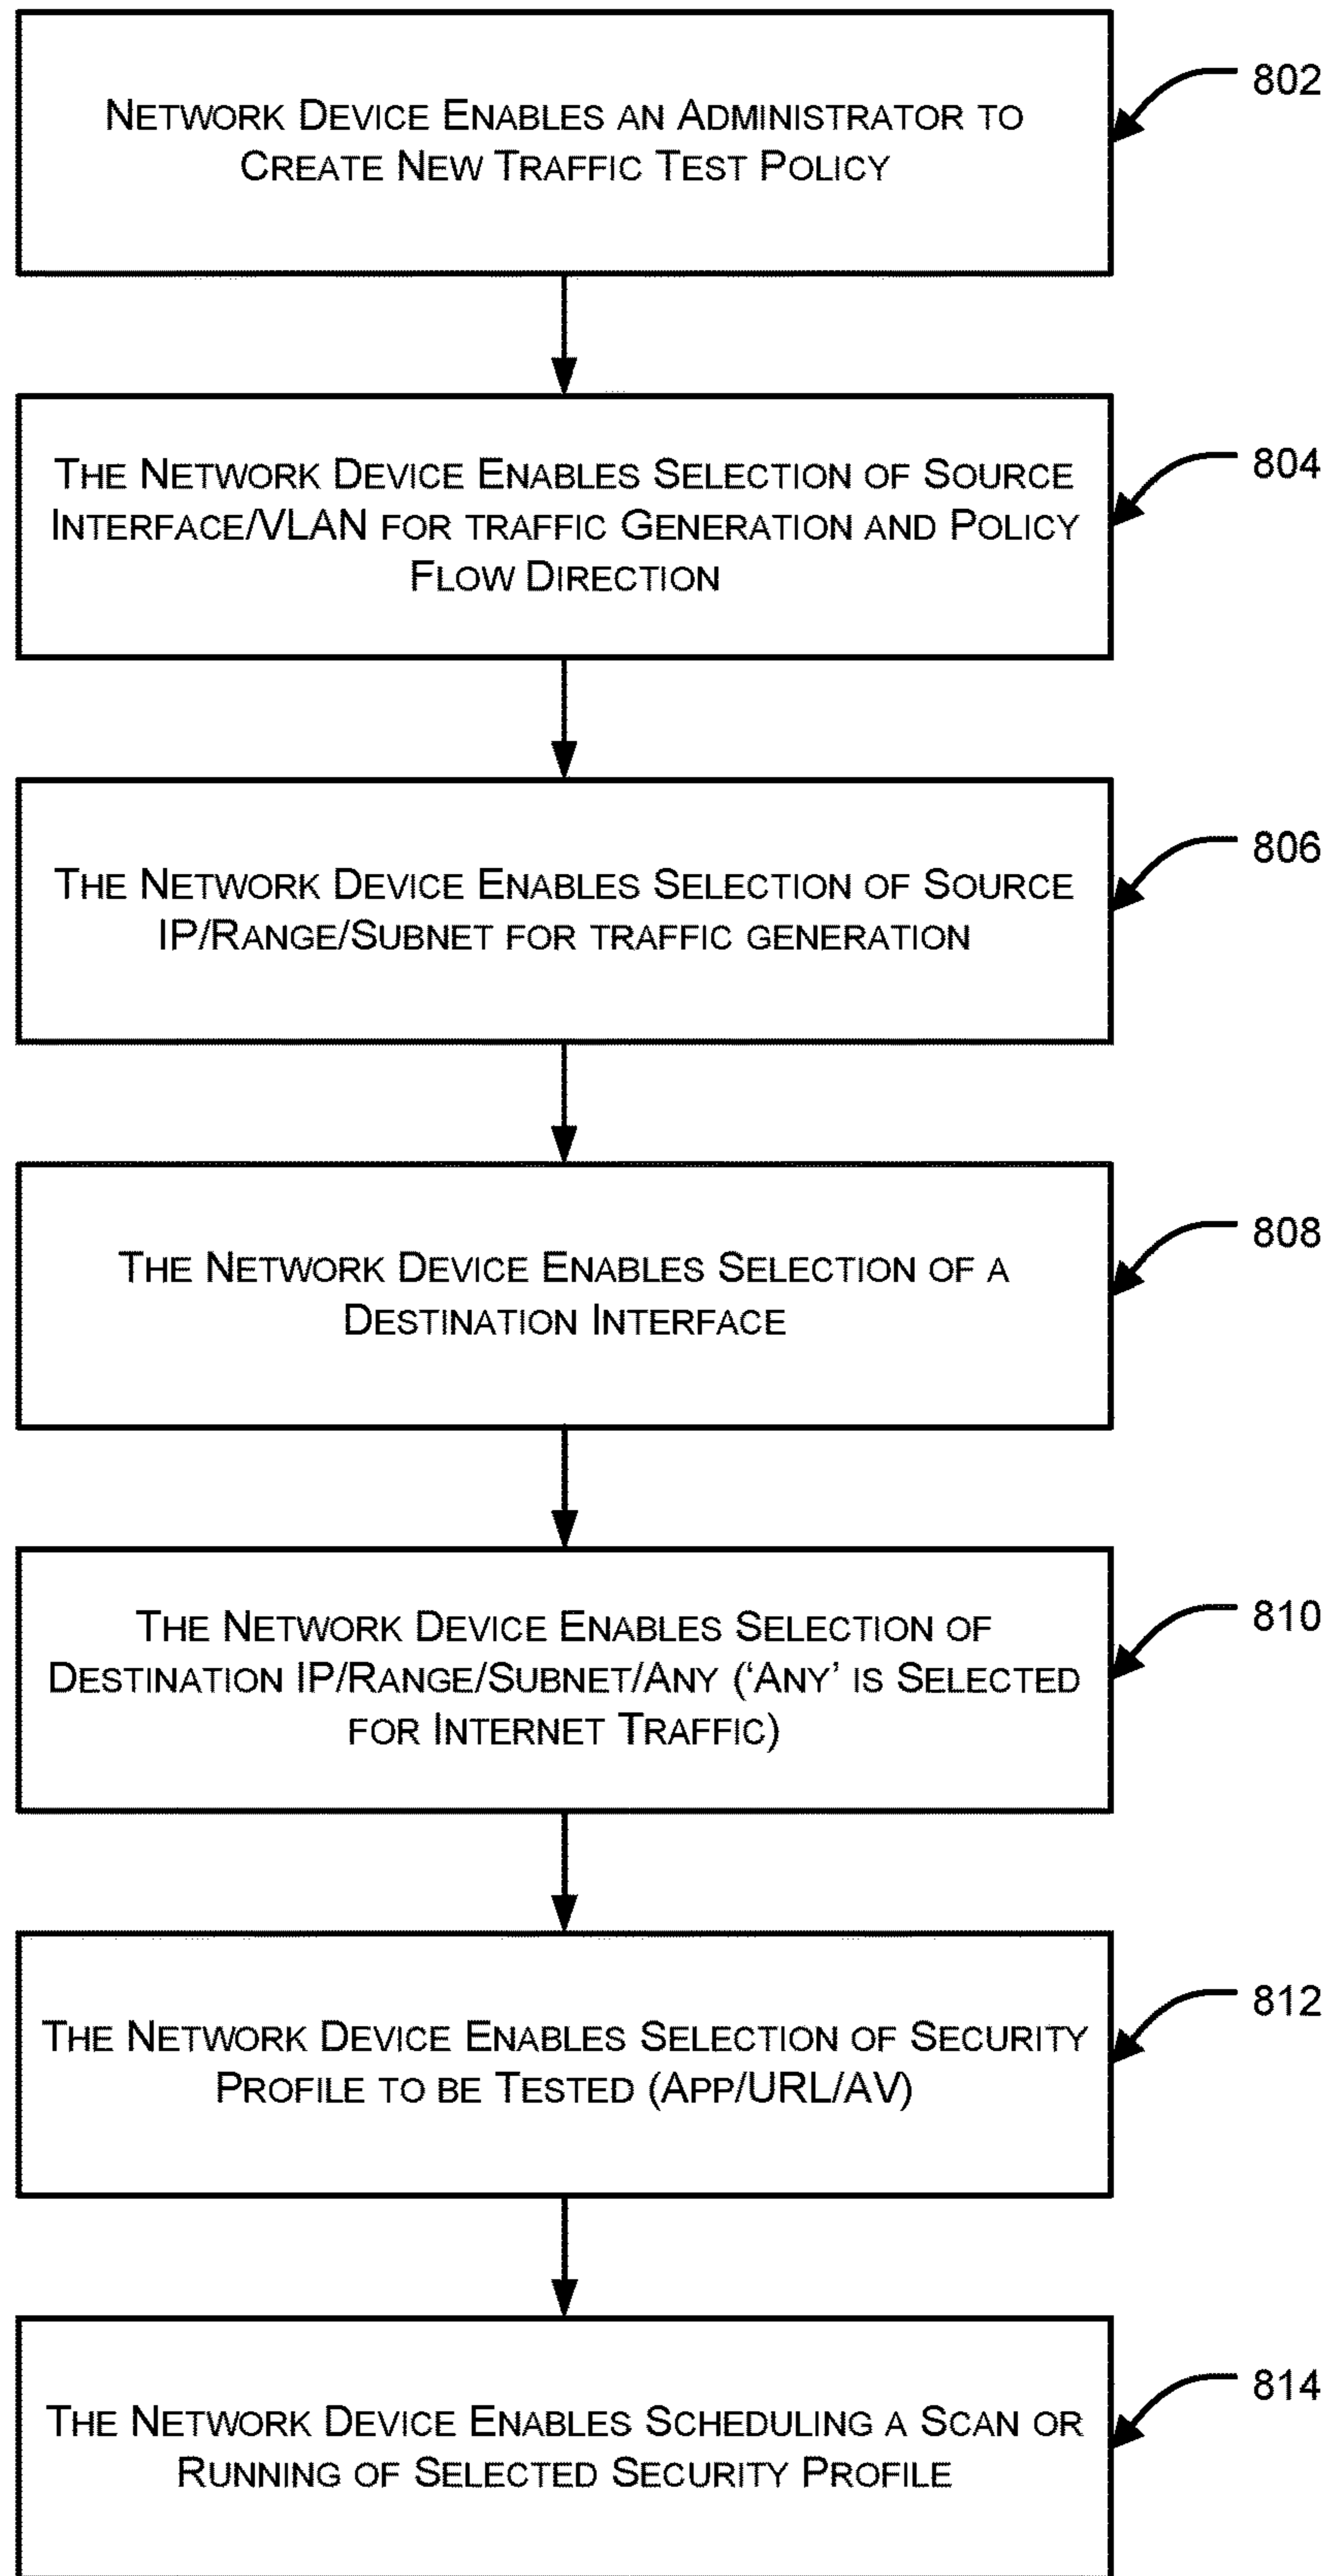 NETWORK DEVICE ENABLES AN ADMINISTRATOR TO
CREATE NEW TRAFFIC TEST POLICY
802
THE NETWORK DEVICE ENABLES SELECTION OF SOURCE
INTERFACE/VLAN FOR TRAFFIC GENERATION AND POLICY
FLOW DIRECTION
804
THE NETWORK DEVICE ENABLES SELECTION OF SOURCE
IP/RANGE/SUBNET FOR TRAFFIC GENERATION
806
THE NETWORK DEVICE ENABLES SELECTION OF A
DESTINATION INTERFACE
808
THE NETWORK DEVICE ENABLES SELECTION OF
DESTINATION IP/RANGE/SUBNET/ANY (‘ANY’ IS SELECTED
FOR INTERNET TRAFFIC)
810
THE NETWORK DEVICE ENABLES SELECTION OF SECURITY
PROFILE TO BE TESTED (APP/URL/AV)
812
THE NETWORK DEVICE ENABLES SCHEDULING A SCAN OR
RUNNING OF SELECTED SECURITY PROFILE
814